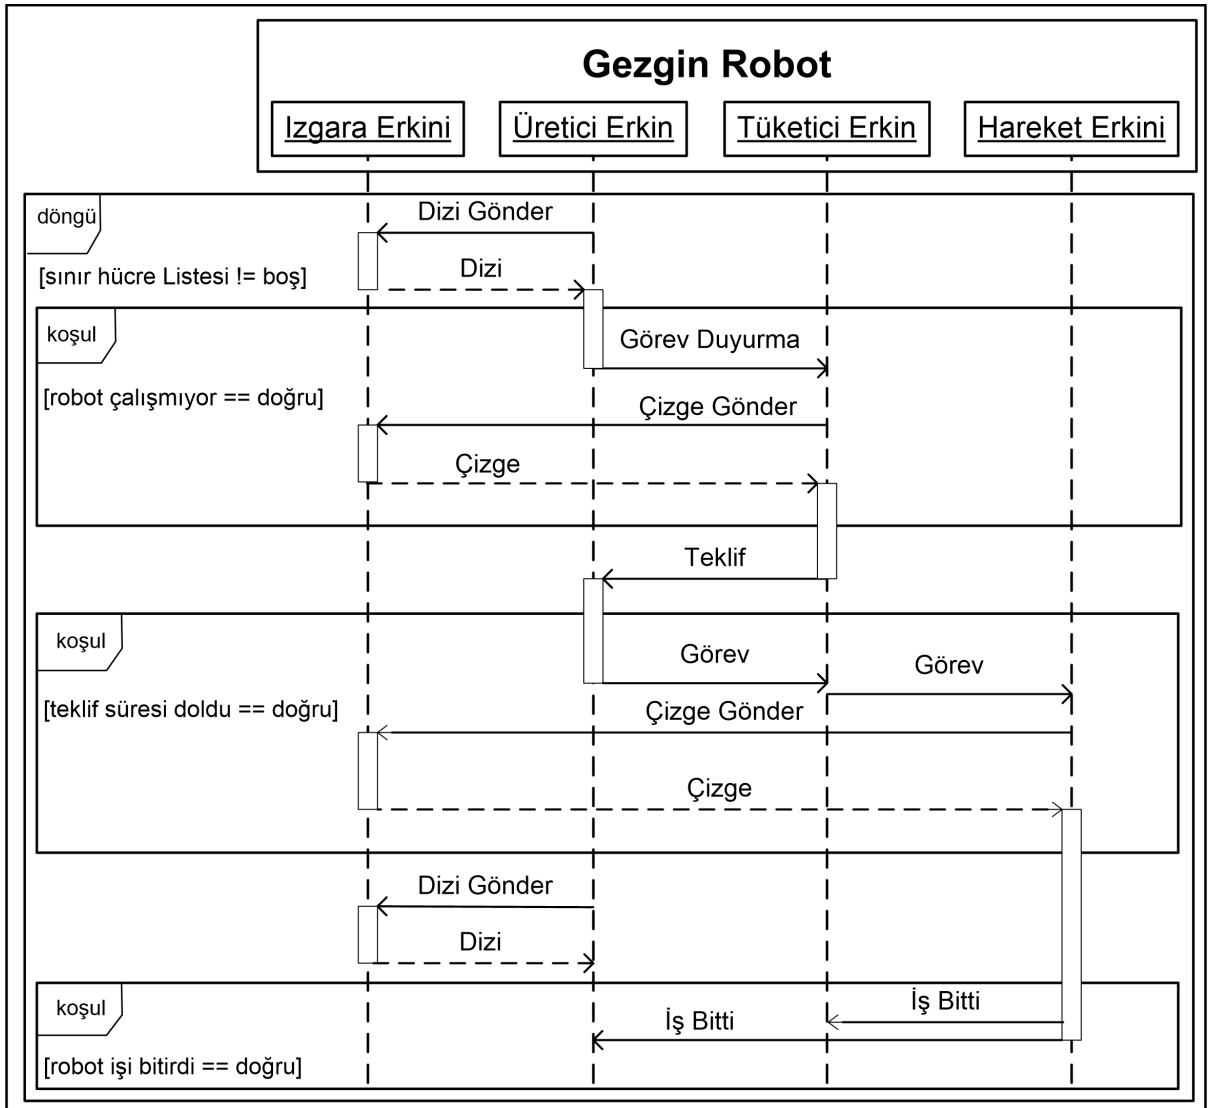 Gezgin Robot
Izgara Erkini
Üretici Erkin
Tüketici Erkin
Hareket Erkini
döngü
Dizi Gönder
[sınır hücre Listesi != boş]
Dizi
koşul
Görev Duyurma
[robot çalışmıyor == doğru]
Çizge Gönder
Çizge
Teklif
koşul
Görev
Görev
[teklif süresi doldu == doğru]
Çizge Gönder
Çizge
Dizi Gönder
Dizi
koşul
İş Bitti
İş Bitti
[robot işi bitirdi == doğru]